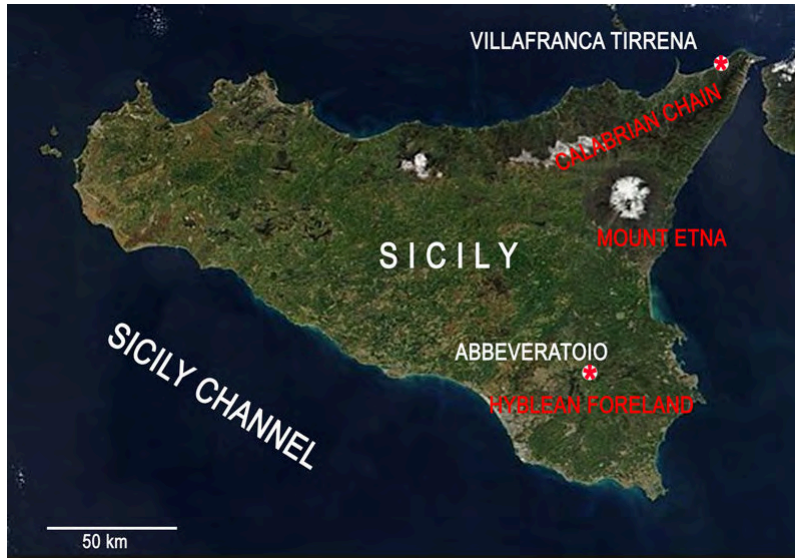 VILLAFRANCA TIRRENA
*
CALABRIAN CHAIN
MOUNT ETNA
SICILY
ABBEVERATOIO
*
HYBLEAN FORELAND
SICILY CHANNEL
50 km